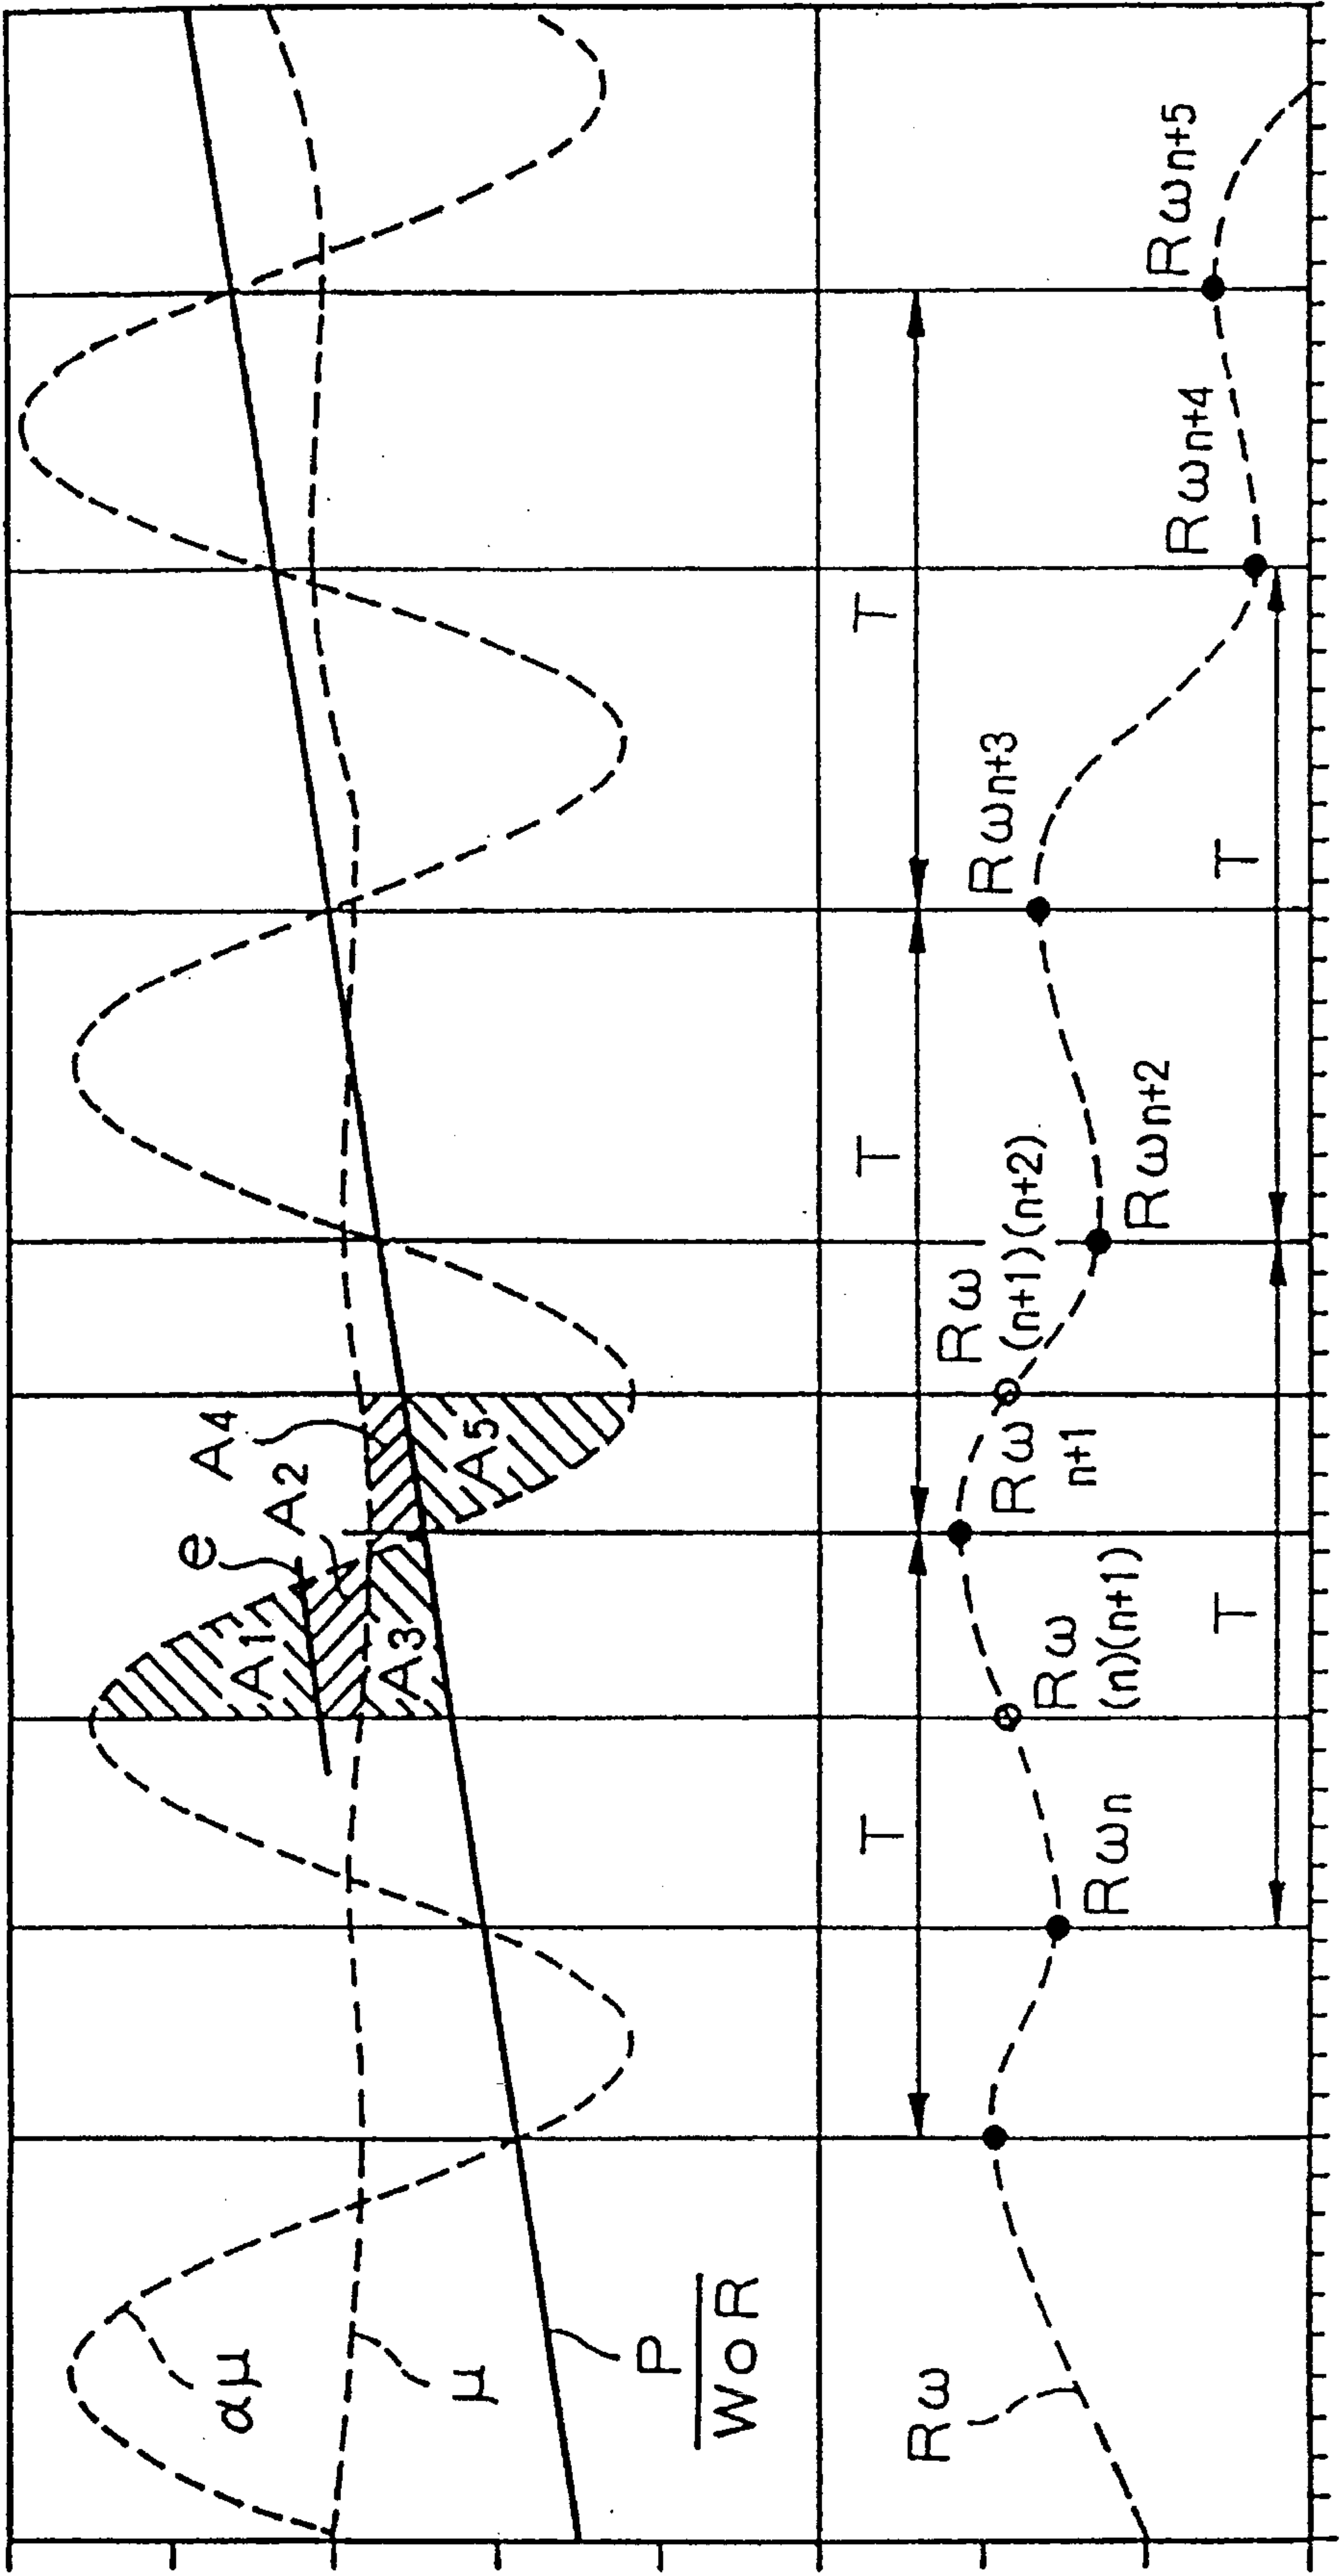 αμ
μ
P
WoR
e
A1
A2
A3
A4
A5
T
T
T
Rω
Rωn
Rω
(n)(n+1)
Rω
n+1
Rω
(n+1)(n+2)
Rωn+2
Rωn+3
Rωn+4
Rωn+5
T
T